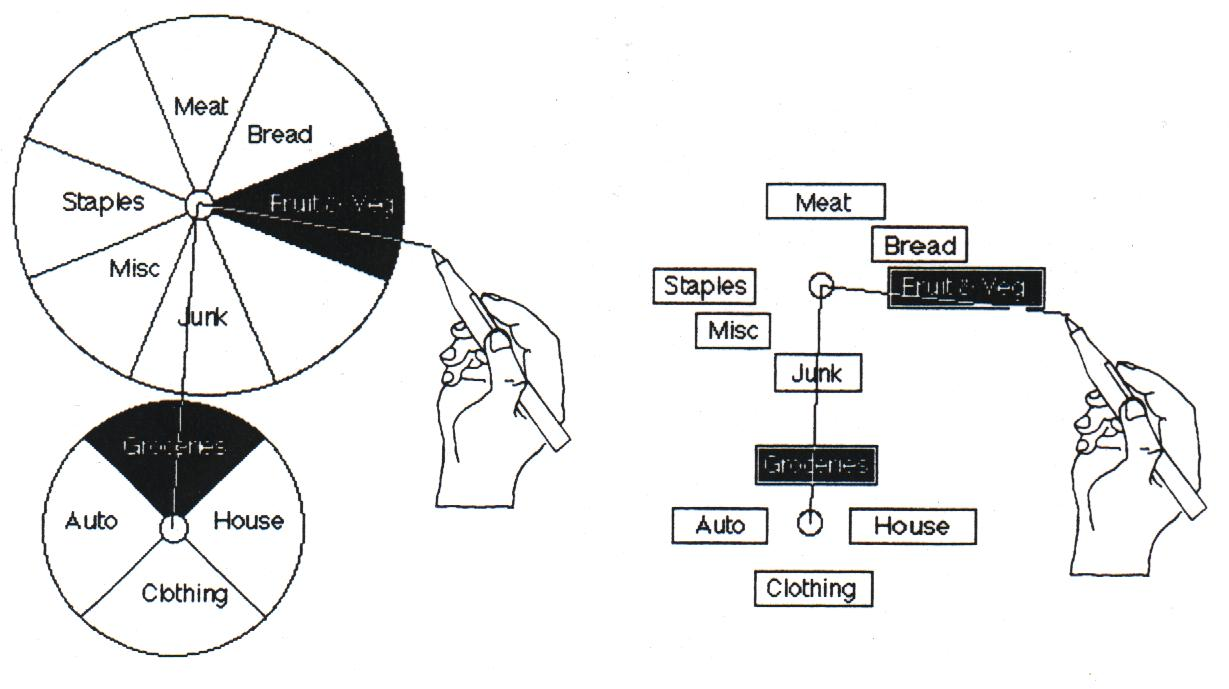 Meat
Bread
Fruit & Veg
Staples
Misc
Junk
Groceries
Auto
House
Clothing
Meat
Bread
Fruit & Veg
Staples
Misc
Junk
Groceries
Auto
House
Clothing